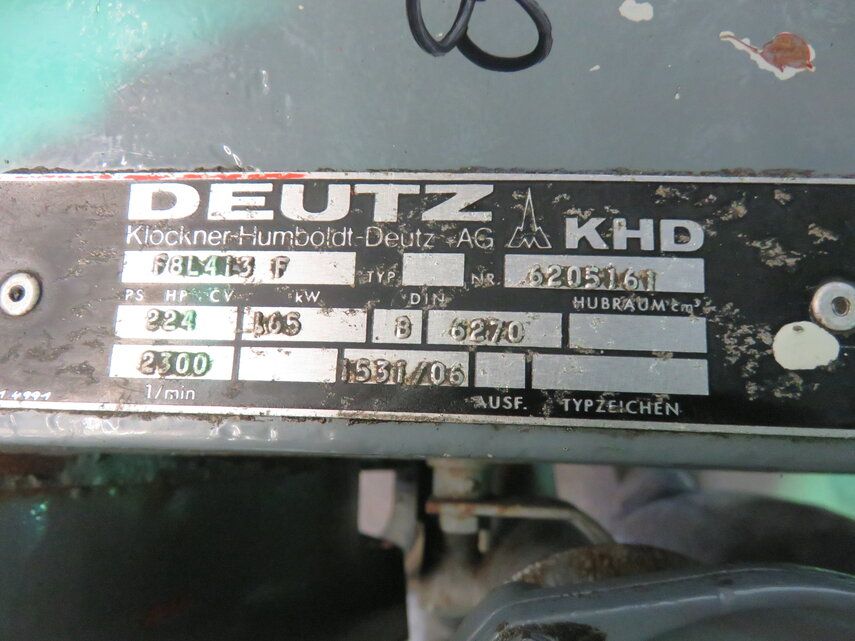 DEUTZ KHD
Klöckner-Humboldt-Deutz AG
F8L413 F TYP NR 6205161
PS HP CV kW DIN HUBRAUM cm³
224 165 B 6270
2300 1531/06
1/min AUSF. TYPZEICHEN